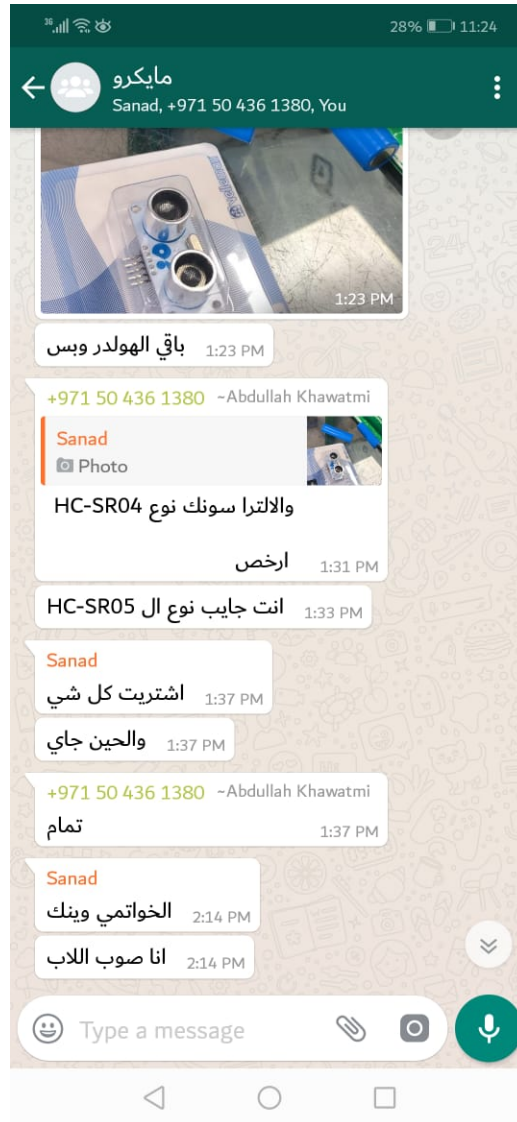 36
28%
11:24
مايكرو
Sanad, +971 50 436 1380, You
1:23 PM
باقي الهولدر وبس
1:23 PM
+971 50 436 1380 ~Abdullah Khawatmi
Sanad
Photo
والالترا سونك نوع HC-SR04
ارخص
1:31 PM
انت جايب نوع ال HC-SR05
1:33 PM
Sanad
اشتريت كل شي
1:37 PM
والحين جاي
1:37 PM
+971 50 436 1380 ~Abdullah Khawatmi
تمام
1:37 PM
Sanad
الخواتمي وينك
2:14 PM
انا صوب اللاب
2:14 PM
Type a message